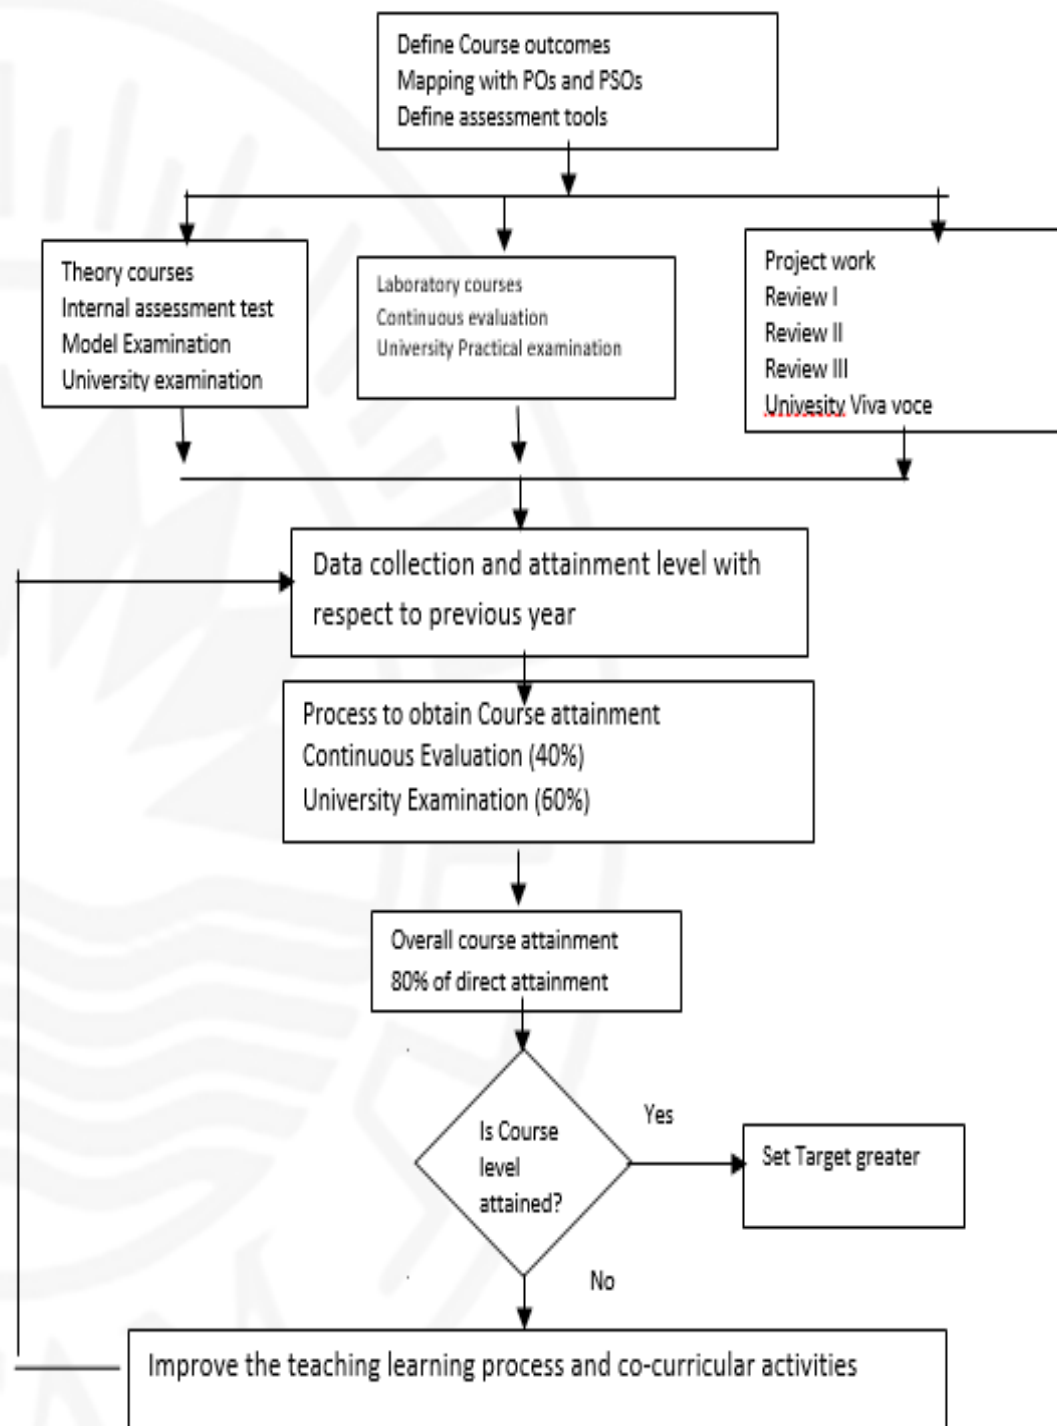 Define Course outcomes
Mapping with POs and PSOs
Define assessment tools
Theory courses
Internal assessment test
Model Examination
University examination
Laboratory courses
Continuous evaluation
University Practical examination
Project work
Review I
Review II
Review III
Univesity Viva voce
Data collection and attainment level with
respect to previous year
Process to obtain Course attainment
Continuous Evaluation (40%)
University Examination (60%)
Overall course attainment
80% of direct attainment
Is Course
level
attained?
Yes
Set Target greater
No
Improve the teaching learning process and co-curricular activities